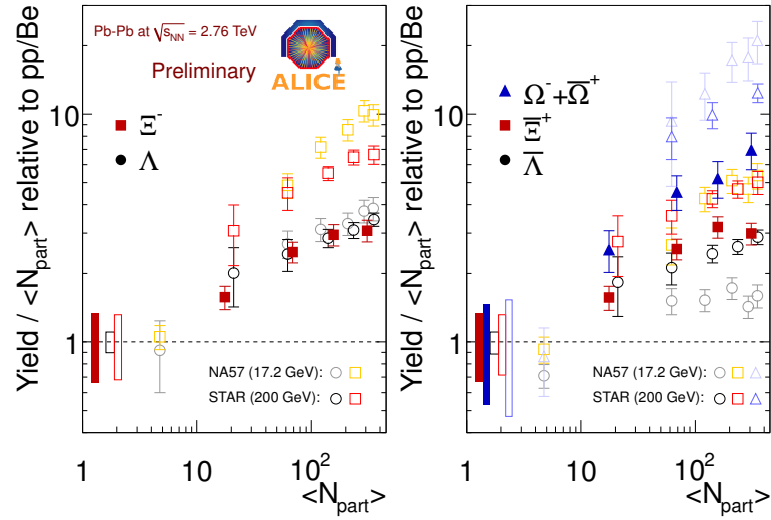 Yield / <N_part> relative to pp/Be
Pb-Pb at √s_NN = 2.76 TeV
Preliminary
ALICE
10
1
Ξ⁻
Λ
NA57 (17.2 GeV):
STAR (200 GeV):
1
10
10²
<N_part>
Yield / <N_part> relative to pp/Be
10
1
Ω⁻+Ω̅⁺
Ξ̅⁺
Λ̅
NA57 (17.2 GeV):
STAR (200 GeV):
1
10
10²
<N_part>